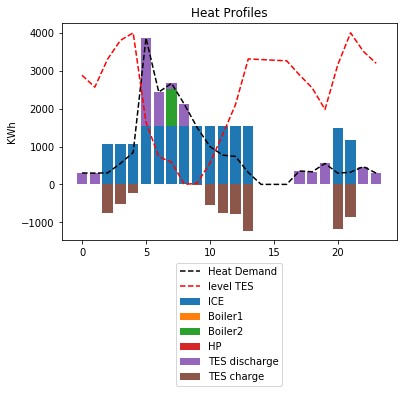 Heat Profiles
4000
3000
2000
1000
0
−1000
KWh
0 5 10 15 20
Heat Demand
level TES
ICE
Boiler1
Boiler2
HP
TES discharge
TES charge